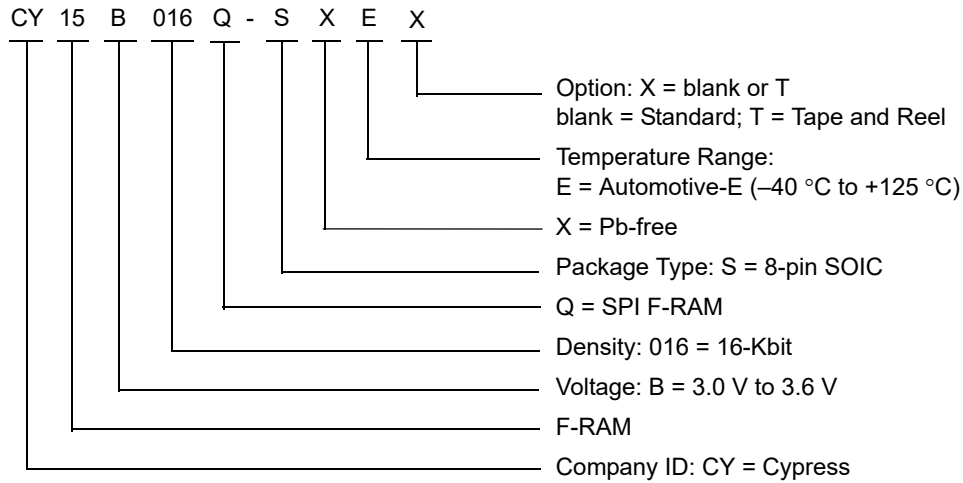 CY 15 B 016 Q - S X E X
Option: X = blank or T
blank = Standard; T = Tape and Reel
Temperature Range:
E = Automotive-E (–40 °C to +125 °C)
X = Pb-free
Package Type: S = 8-pin SOIC
Q = SPI F-RAM
Density: 016 = 16-Kbit
Voltage: B = 3.0 V to 3.6 V
F-RAM
Company ID: CY = Cypress